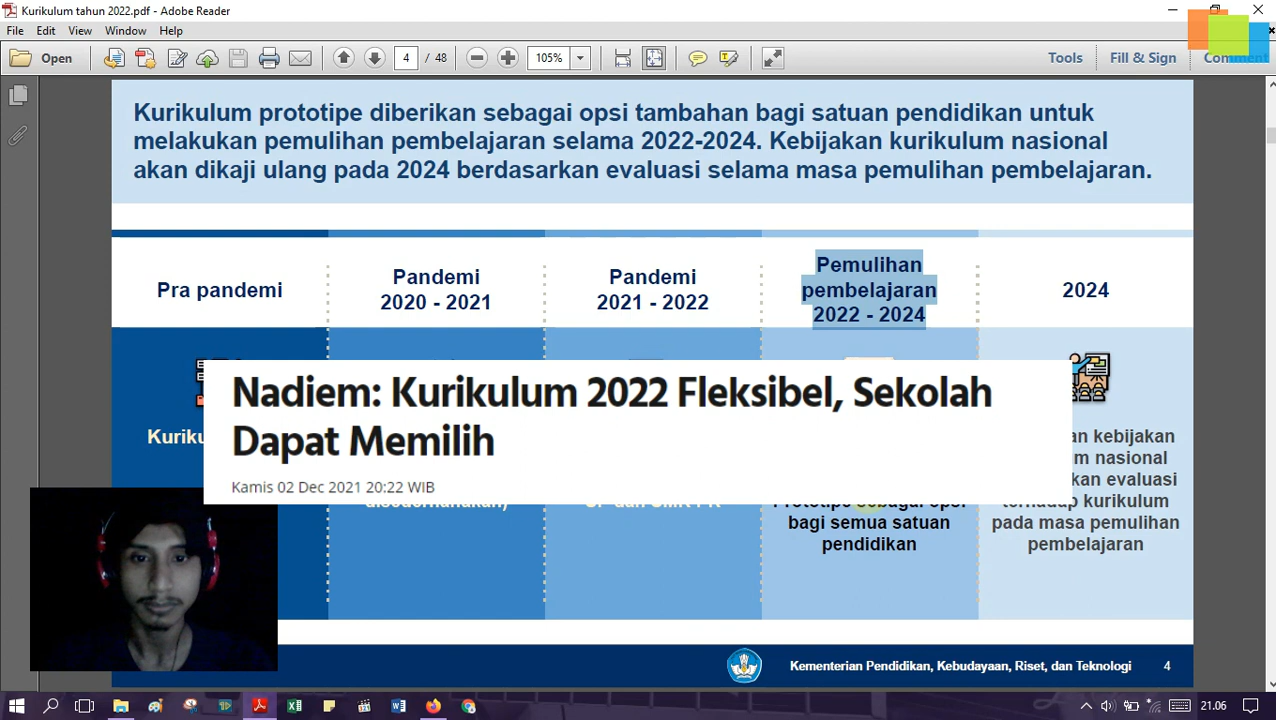 Kurikulum tahun 2022.pdf - Adobe Reader
File Edit View Window Help
Open 4 / 48 105% Tools Fill & Sign Comment
Kurikulum prototipe diberikan sebagai opsi tambahan bagi satuan pendidikan untuk
melakukan pemulihan pembelajaran selama 2022-2024. Kebijakan kurikulum nasional
akan dikaji ulang pada 2024 berdasarkan evaluasi selama masa pemulihan pembelajaran.
Pra pandemi
Pandemi
2020 - 2021
Pandemi
2021 - 2022
Pemulihan
pembelajaran
2022 - 2024
2024
Nadiem: Kurikulum 2022 Fleksibel, Sekolah
Dapat Memilih
Kamis 02 Dec 2021 20:22 WIB
bagi semua satuan
pendidikan
an kebijakan
m nasional
kan evaluasi
terhadap kurikulum
pada masa pemulihan
pembelajaran
Kementerian Pendidikan, Kebudayaan, Riset, dan Teknologi 4
21.06